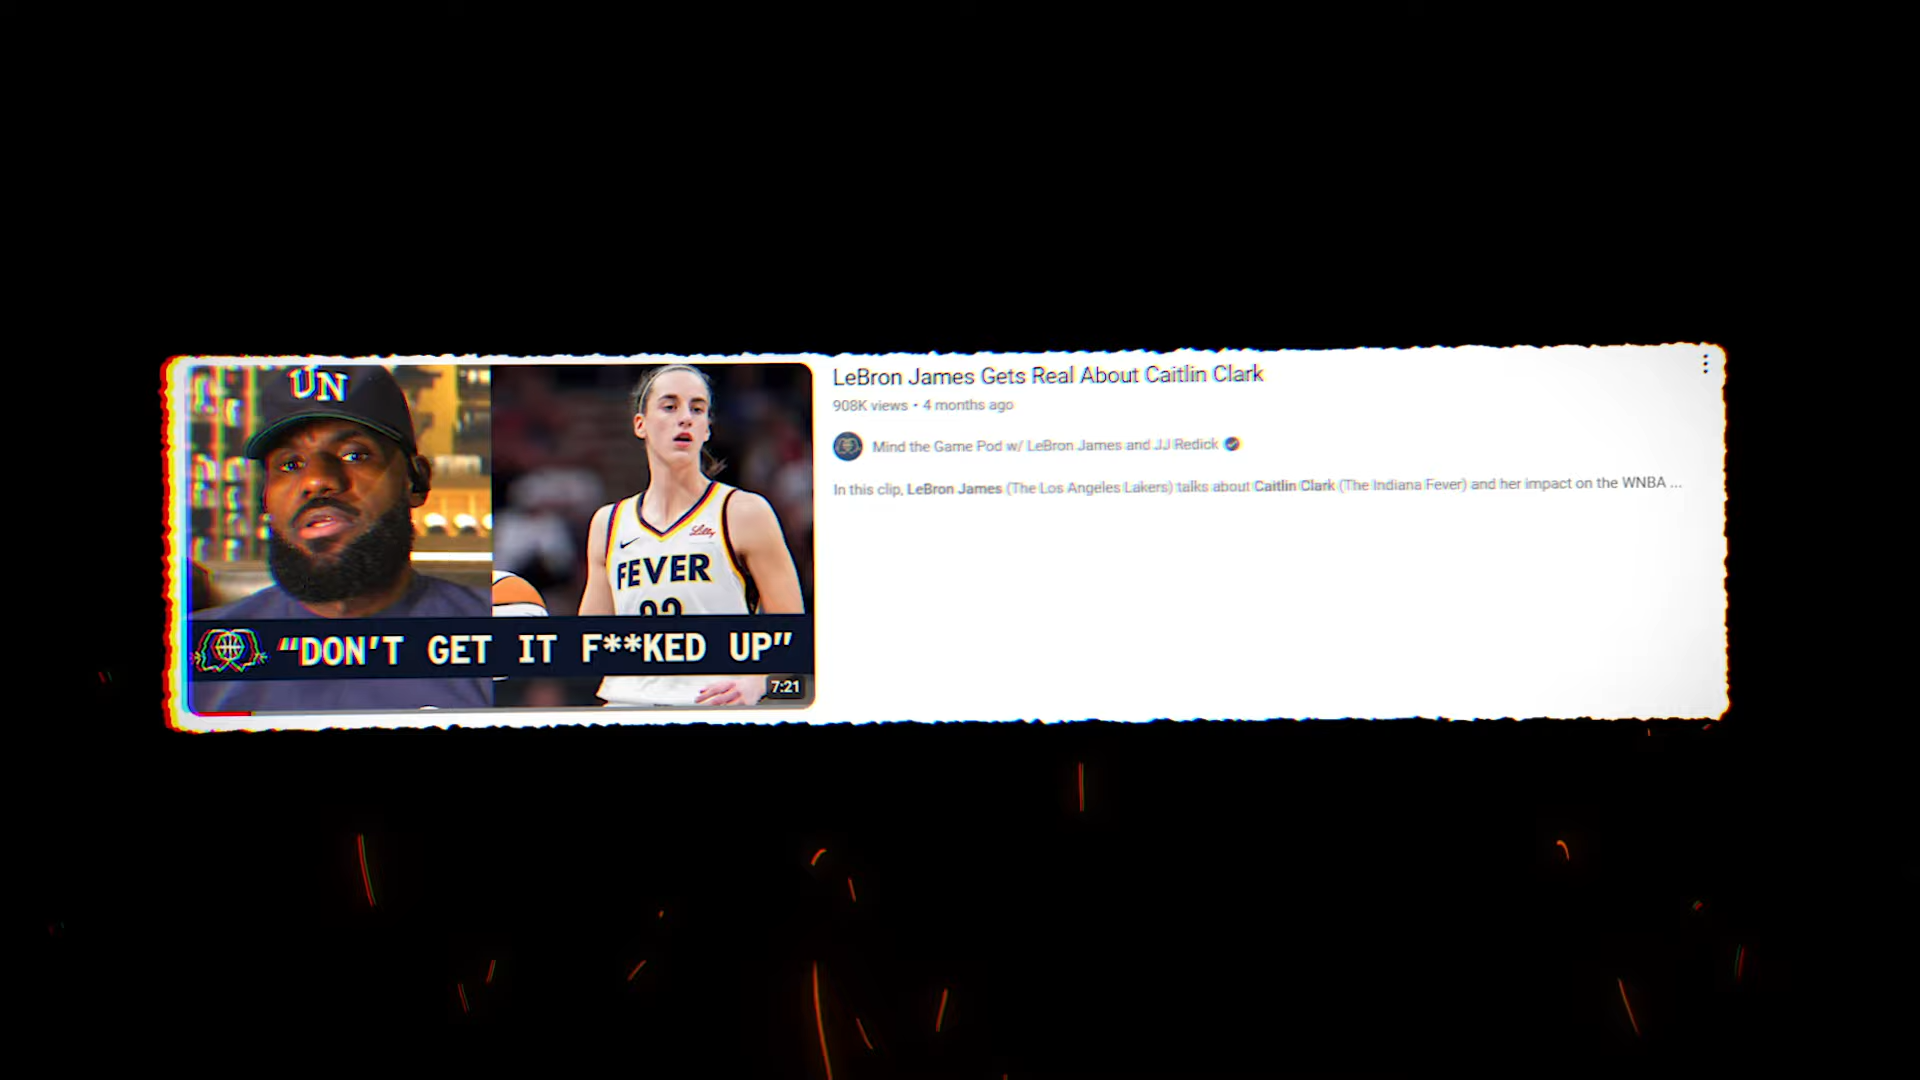 UN
Lilly
FEVER
22
"DON'T GET IT F**KED UP"
7:21
LeBron James Gets Real About Caitlin Clark
908K views • 4 months ago
Mind the Game Pod w/ LeBron James and JJ Redick
In this clip, LeBron James (The Los Angeles Lakers) talks about Caitlin Clark (The Indiana Fever) and her impact on the WNBA ...